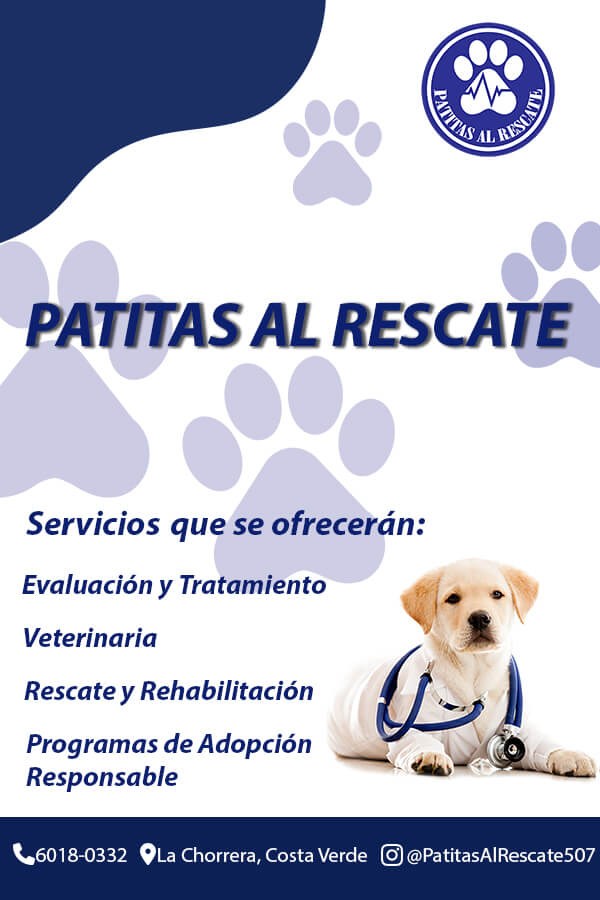 PATITAS AL RESCATE
PATITAS AL RESCATE
Servicios que se ofrecerán:
Evaluación y Tratamiento
Veterinaria
Rescate y Rehabilitación
Programas de Adopción
Responsable
6018-0332 La Chorrera, Costa Verde @PatitasAlRescate507